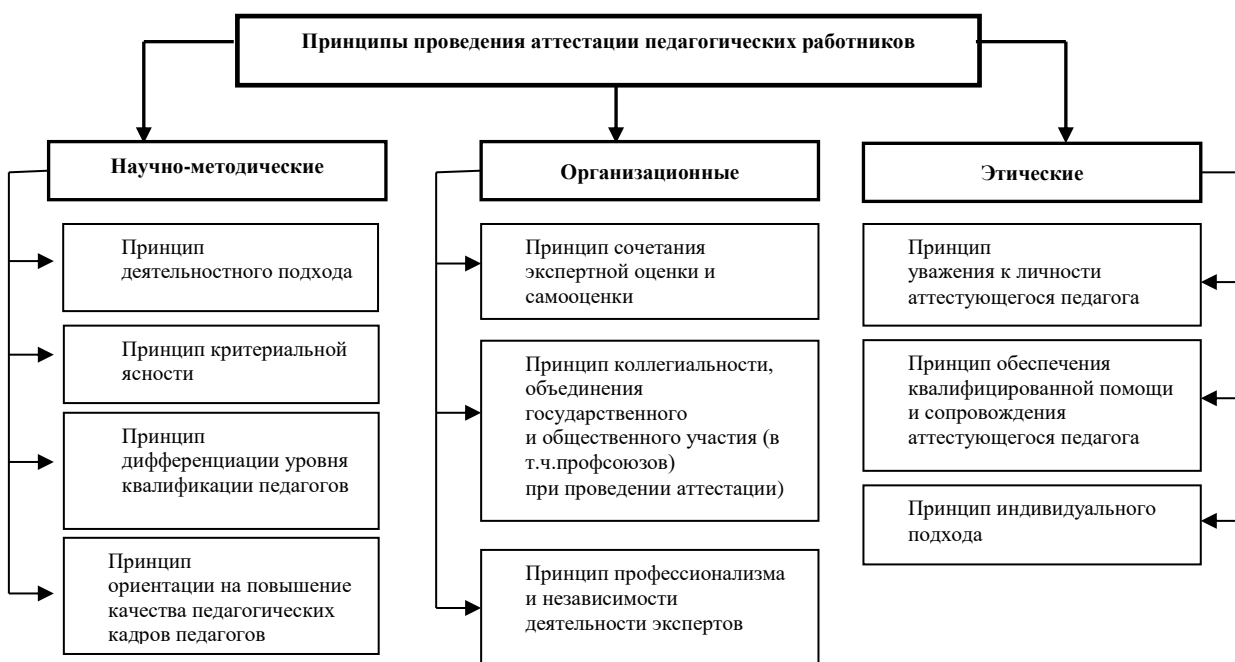 Принципы проведения аттестации педагогических работников
Научно-методические
Принцип
деятельностного подхода
Принцип критериальной
ясности
Принцип
дифференциации уровня
квалификации педагогов
Принцип
ориентации на повышение
качества педагогических
кадров педагогов
Организационные
Принцип сочетания
экспертной оценки и
самооценки
Принцип коллегиальности,
объединения
государственного
и общественного участия (в
т.ч.профсоюзов)
при проведении аттестации)
Принцип профессионализма
и независимости
деятельности экспертов
Этические
Принцип
уважения к личности
аттестующегося педагога
Принцип обеспечения
квалифицированной помощи
и сопровождения
аттестующегося педагога
Принцип индивидуального
подхода